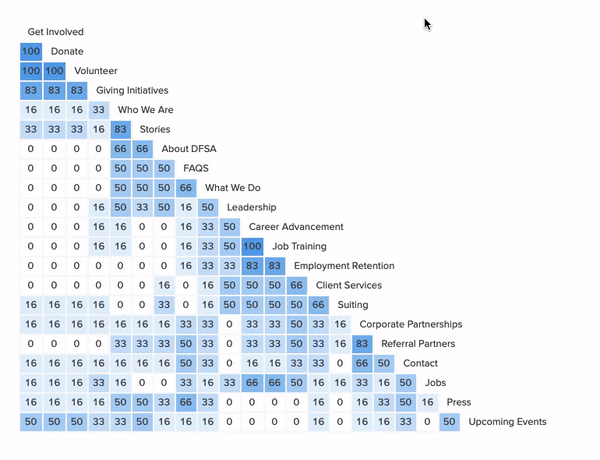 Get Involved
100 Donate
100 100 Volunteer
83 83 83 Giving Initiatives
16 16 16 33 Who We Are
33 33 33 16 83 Stories
0 0 0 0 66 66 About DFSA
0 0 0 0 50 50 50 FAQS
0 0 0 0 50 50 50 66 What We Do
0 0 0 16 50 33 50 16 50 Leadership
0 0 0 16 16 0 0 16 33 50 Career Advancement
0 0 0 16 16 0 0 16 33 50 100 Job Training
0 0 0 0 0 0 0 16 33 33 83 83 Employment Retention
0 0 0 0 0 0 16 0 16 50 50 50 66 Client Services
16 16 16 16 0 0 33 0 16 50 50 50 50 66 Suiting
16 16 16 16 16 16 16 33 33 0 33 33 50 33 16 Corporate Partnerships
0 0 0 0 33 33 33 50 33 0 33 33 50 33 16 83 Referral Partners
16 16 16 16 16 16 16 50 33 0 16 16 33 33 0 66 50 Contact
16 16 16 33 16 0 0 33 16 33 66 66 50 16 16 33 16 50 Jobs
16 16 16 16 50 50 33 66 33 0 0 0 0 16 0 16 33 50 16 Press
50 50 50 33 33 50 16 16 16 0 0 0 0 16 0 16 16 33 0 50 Upcoming Events